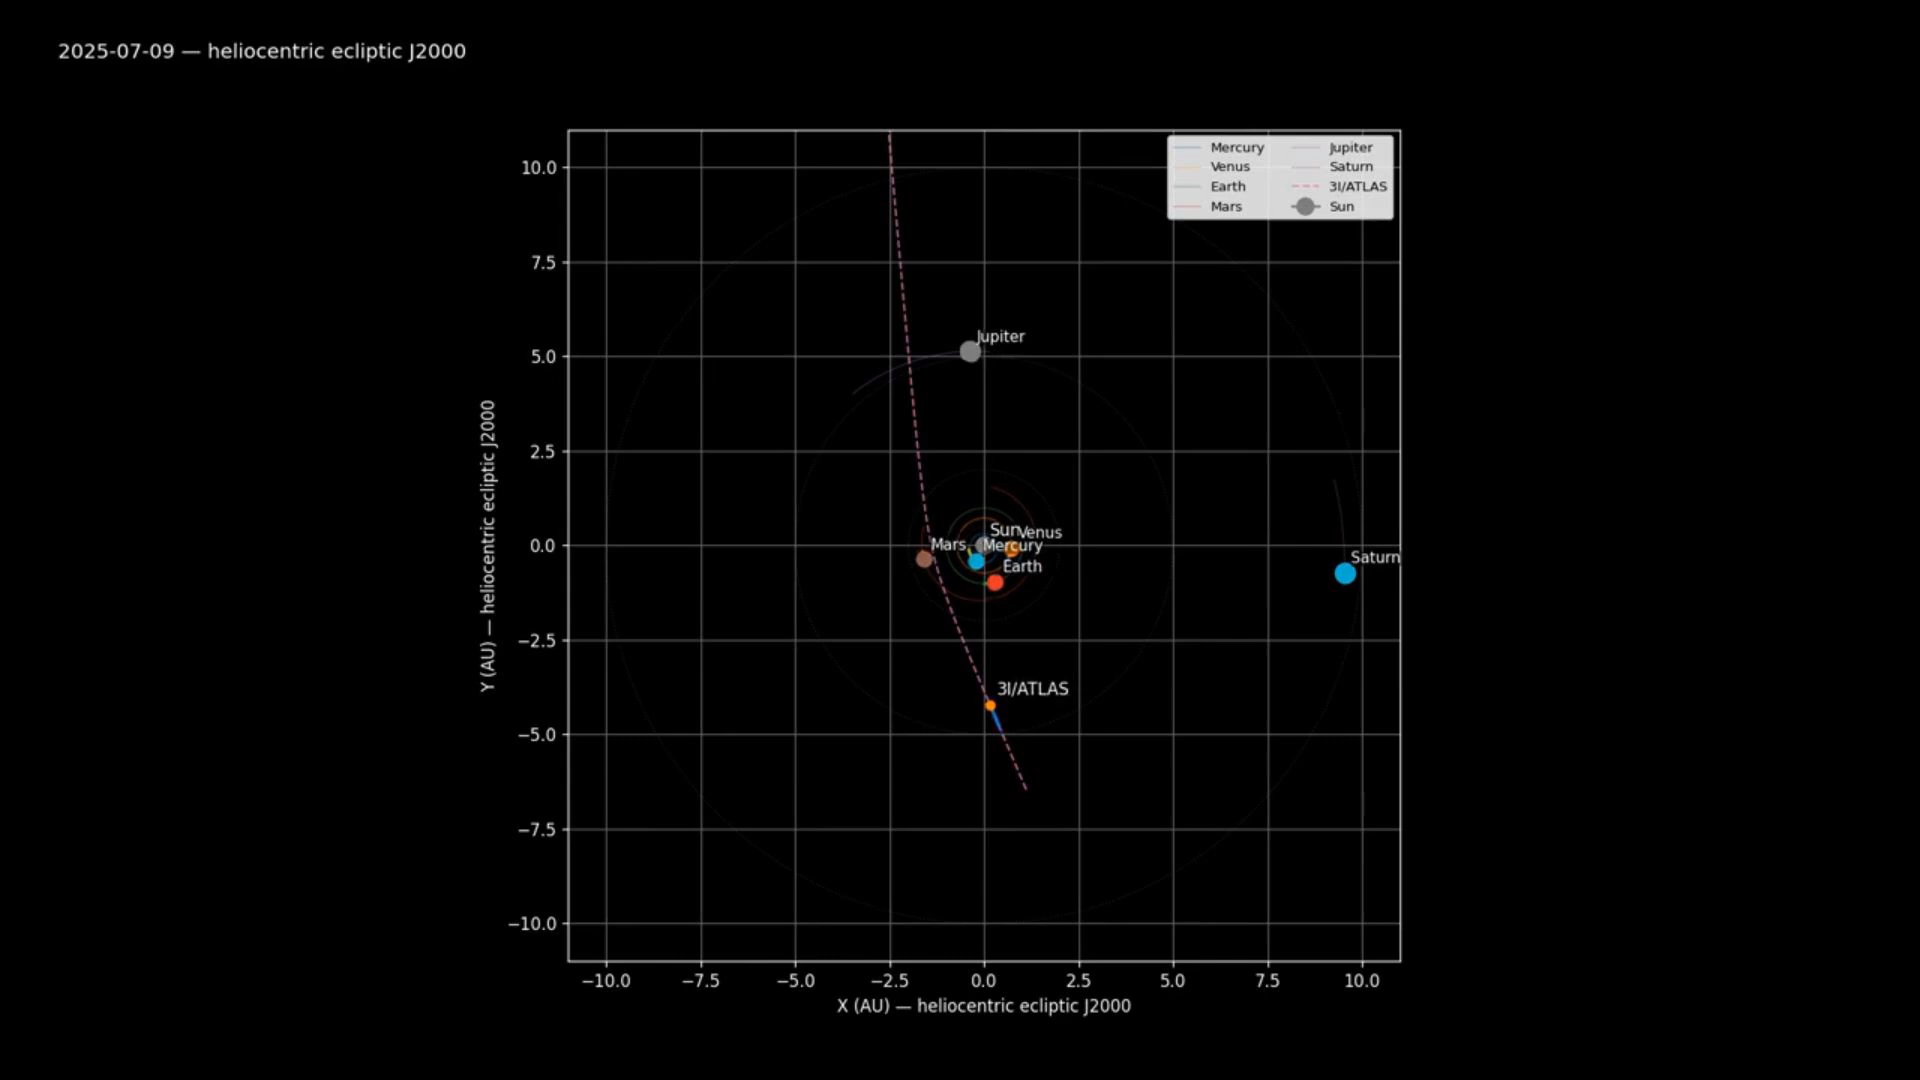 2025-07-09 — heliocentric ecliptic J2000
Mercury
Venus
Earth
Mars
Jupiter
Saturn
3I/ATLAS
Sun
10.0
7.5
5.0
2.5
0.0
−2.5
−5.0
−7.5
−10.0
Y (AU) — heliocentric ecliptic J2000
Jupiter
Sun
Venus
Mars
Mercury
Earth
Saturn
3I/ATLAS
−10.0 −7.5 −5.0 −2.5 0.0 2.5 5.0 7.5 10.0
X (AU) — heliocentric ecliptic J2000